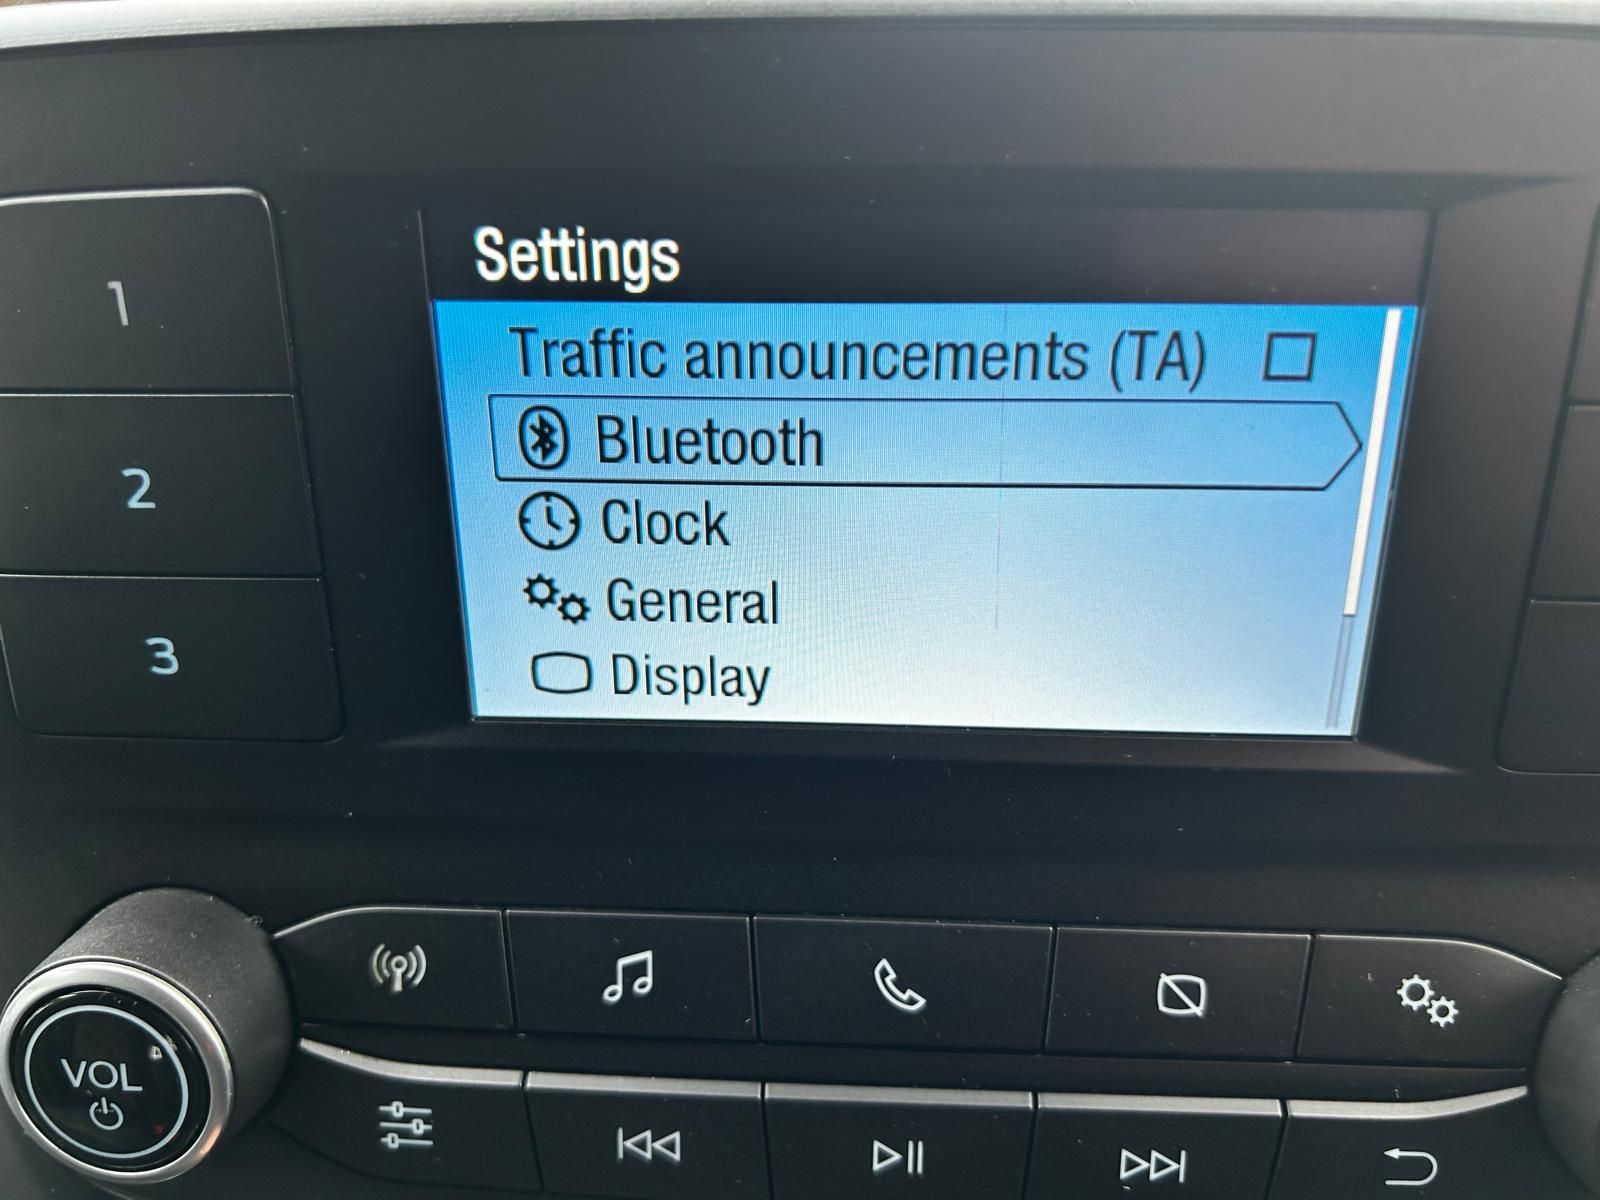 Settings
Traffic announcements (TA)
Bluetooth
Clock
General
Display
1
2
3
VOL